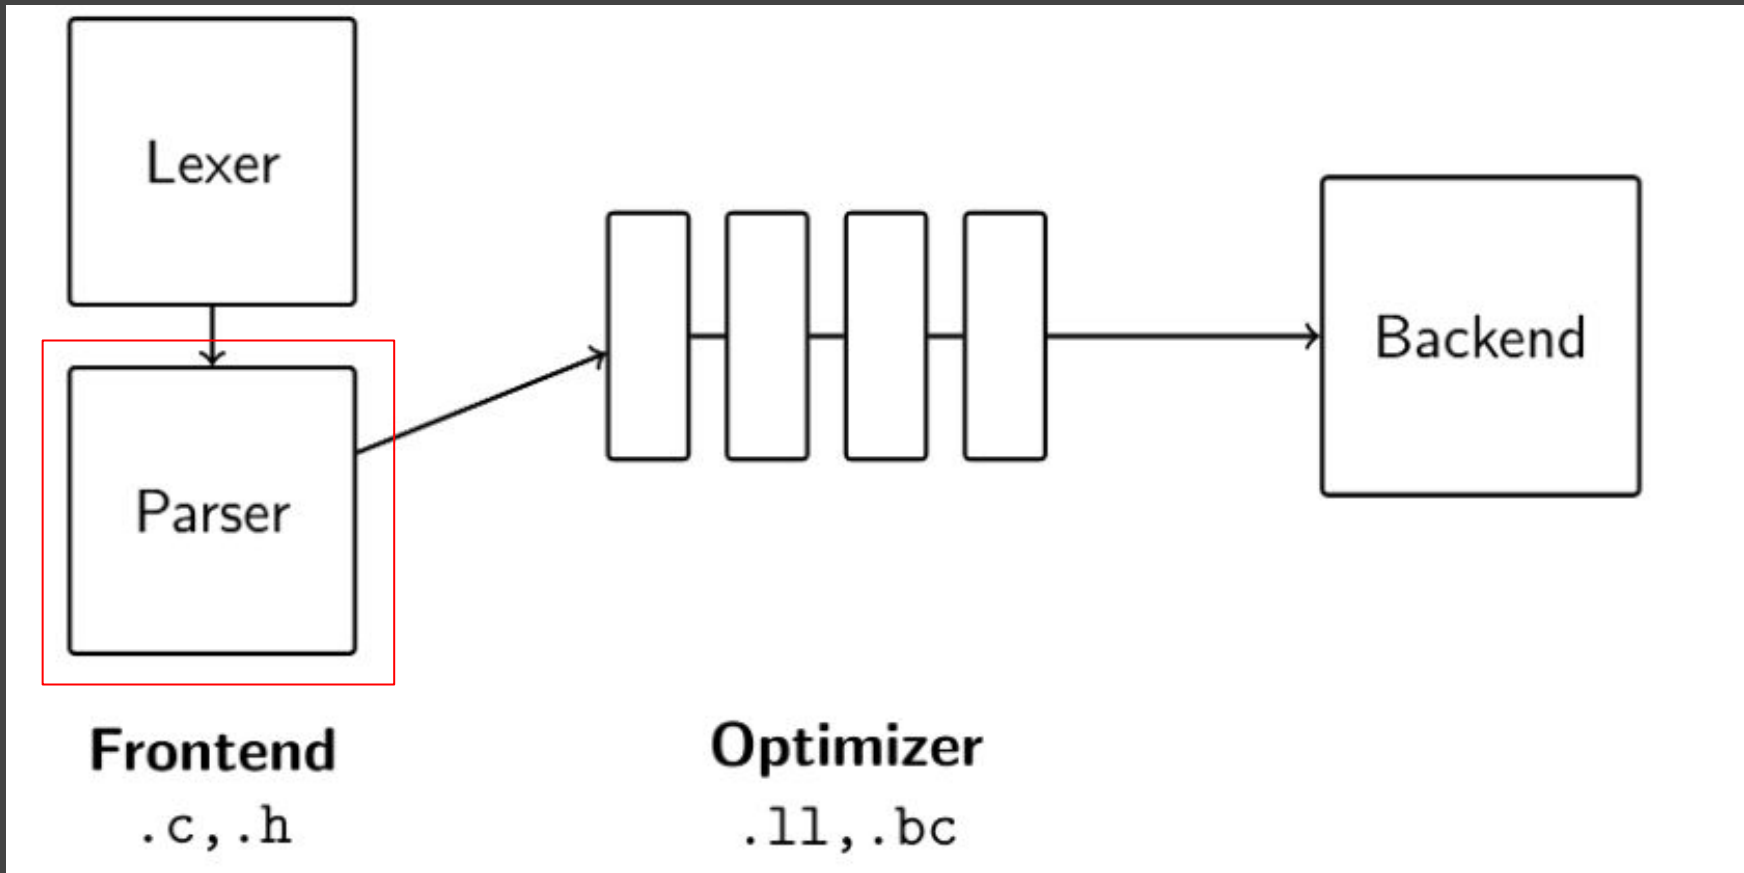 Lexer
Parser
Backend
Frontend
.c,.h
Optimizer
.ll,.bc